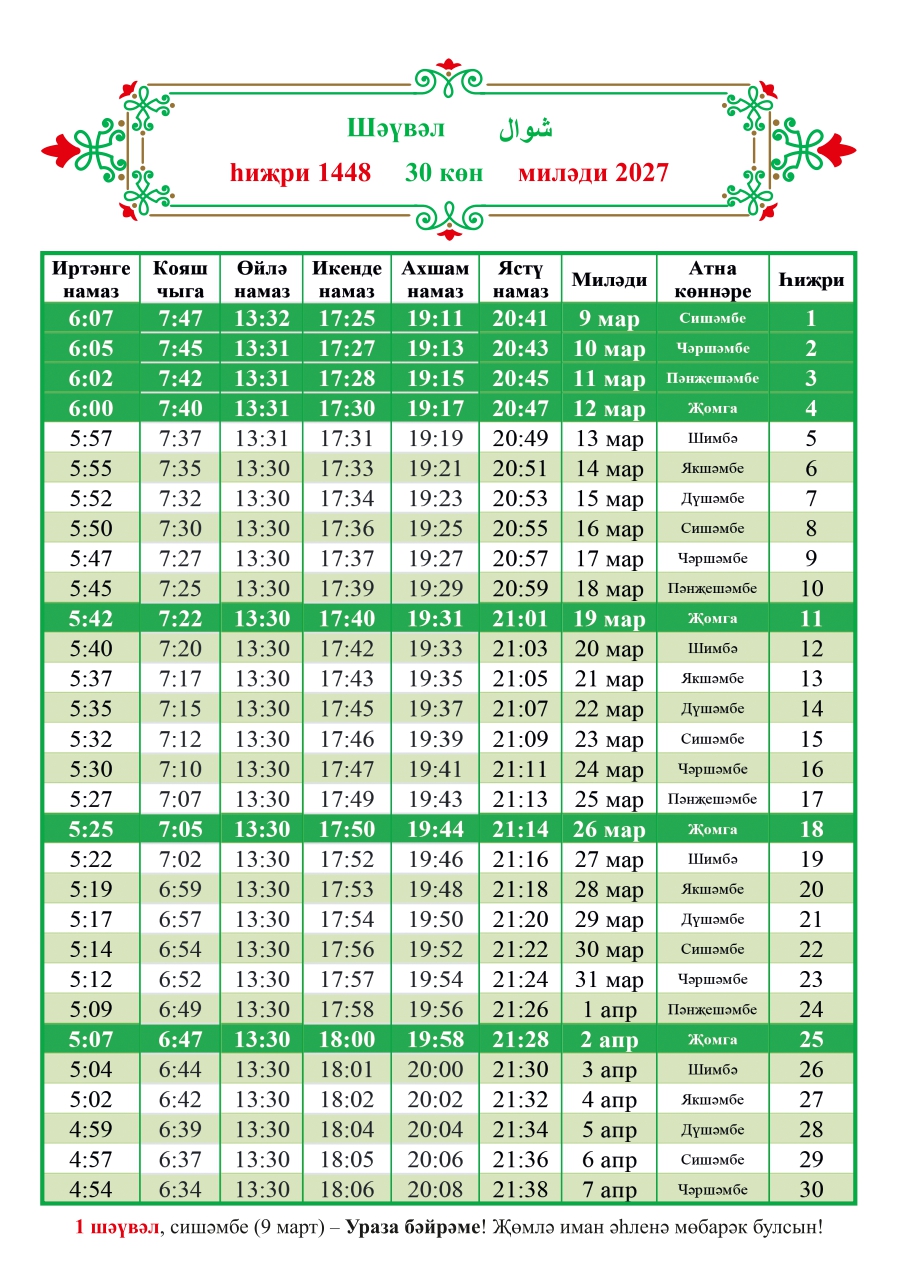 Шәүвәл شوال
һиҗри 1448 30 көн миләди 2027
Иртәнге намаз Кояш чыга Өйлә намаз Икенде намаз Ахшам намаз Ястү намаз Миләди Атна көннәре Һиҗри
6:07 7:47 13:32 17:25 19:11 20:41 9 мар Сишәмбе 1
6:05 7:45 13:31 17:27 19:13 20:43 10 мар Чәршәмбе 2
6:02 7:42 13:31 17:28 19:15 20:45 11 мар Пәнҗешәмбе 3
6:00 7:40 13:31 17:30 19:17 20:47 12 мар Җомга 4
5:57 7:37 13:31 17:31 19:19 20:49 13 мар Шимбә 5
5:55 7:35 13:30 17:33 19:21 20:51 14 мар Якшәмбе 6
5:52 7:32 13:30 17:34 19:23 20:53 15 мар Дүшәмбе 7
5:50 7:30 13:30 17:36 19:25 20:55 16 мар Сишәмбе 8
5:47 7:27 13:30 17:37 19:27 20:57 17 мар Чәршәмбе 9
5:45 7:25 13:30 17:39 19:29 20:59 18 мар Пәнҗешәмбе 10
5:42 7:22 13:30 17:40 19:31 21:01 19 мар Җомга 11
5:40 7:20 13:30 17:42 19:33 21:03 20 мар Шимбә 12
5:37 7:17 13:30 17:43 19:35 21:05 21 мар Якшәмбе 13
5:35 7:15 13:30 17:45 19:37 21:07 22 мар Дүшәмбе 14
5:32 7:12 13:30 17:46 19:39 21:09 23 мар Сишәмбе 15
5:30 7:10 13:30 17:47 19:41 21:11 24 мар Чәршәмбе 16
5:27 7:07 13:30 17:49 19:43 21:13 25 мар Пәнҗешәмбе 17
5:25 7:05 13:30 17:50 19:44 21:14 26 мар Җомга 18
5:22 7:02 13:30 17:52 19:46 21:16 27 мар Шимбә 19
5:19 6:59 13:30 17:53 19:48 21:18 28 мар Якшәмбе 20
5:17 6:57 13:30 17:54 19:50 21:20 29 мар Дүшәмбе 21
5:14 6:54 13:30 17:56 19:52 21:22 30 мар Сишәмбе 22
5:12 6:52 13:30 17:57 19:54 21:24 31 мар Чәршәмбе 23
5:09 6:49 13:30 17:58 19:56 21:26 1 апр Пәнҗешәмбе 24
5:07 6:47 13:30 18:00 19:58 21:28 2 апр Җомга 25
5:04 6:44 13:30 18:01 20:00 21:30 3 апр Шимбә 26
5:02 6:42 13:30 18:02 20:02 21:32 4 апр Якшәмбе 27
4:59 6:39 13:30 18:04 20:04 21:34 5 апр Дүшәмбе 28
4:57 6:37 13:30 18:05 20:06 21:36 6 апр Сишәмбе 29
4:54 6:34 13:30 18:06 20:08 21:38 7 апр Чәршәмбе 30
1 шәүвәл, сишәмбе (9 март) – Ураза бәйрәме! Җөмлә иман әһленә мөбарәк булсын!